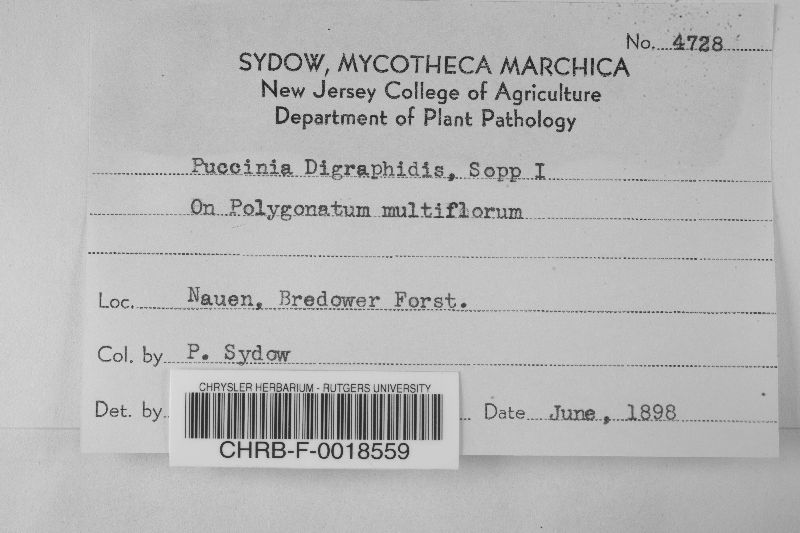 No. 4728
SYDOW, MYCOTHECA MARCHICA
New Jersey College of Agriculture
Department of Plant Pathology
Puccinia Digraphidis, Sopp I
On Polygonatum multiflorum
Loc. Nauen, Bredower Forst.
Col. by P. Sydow
Det. by Date June, 1898
CHRYSLER HERBARIUM - RUTGERS UNIVERSITY
CHRB-F-0018559